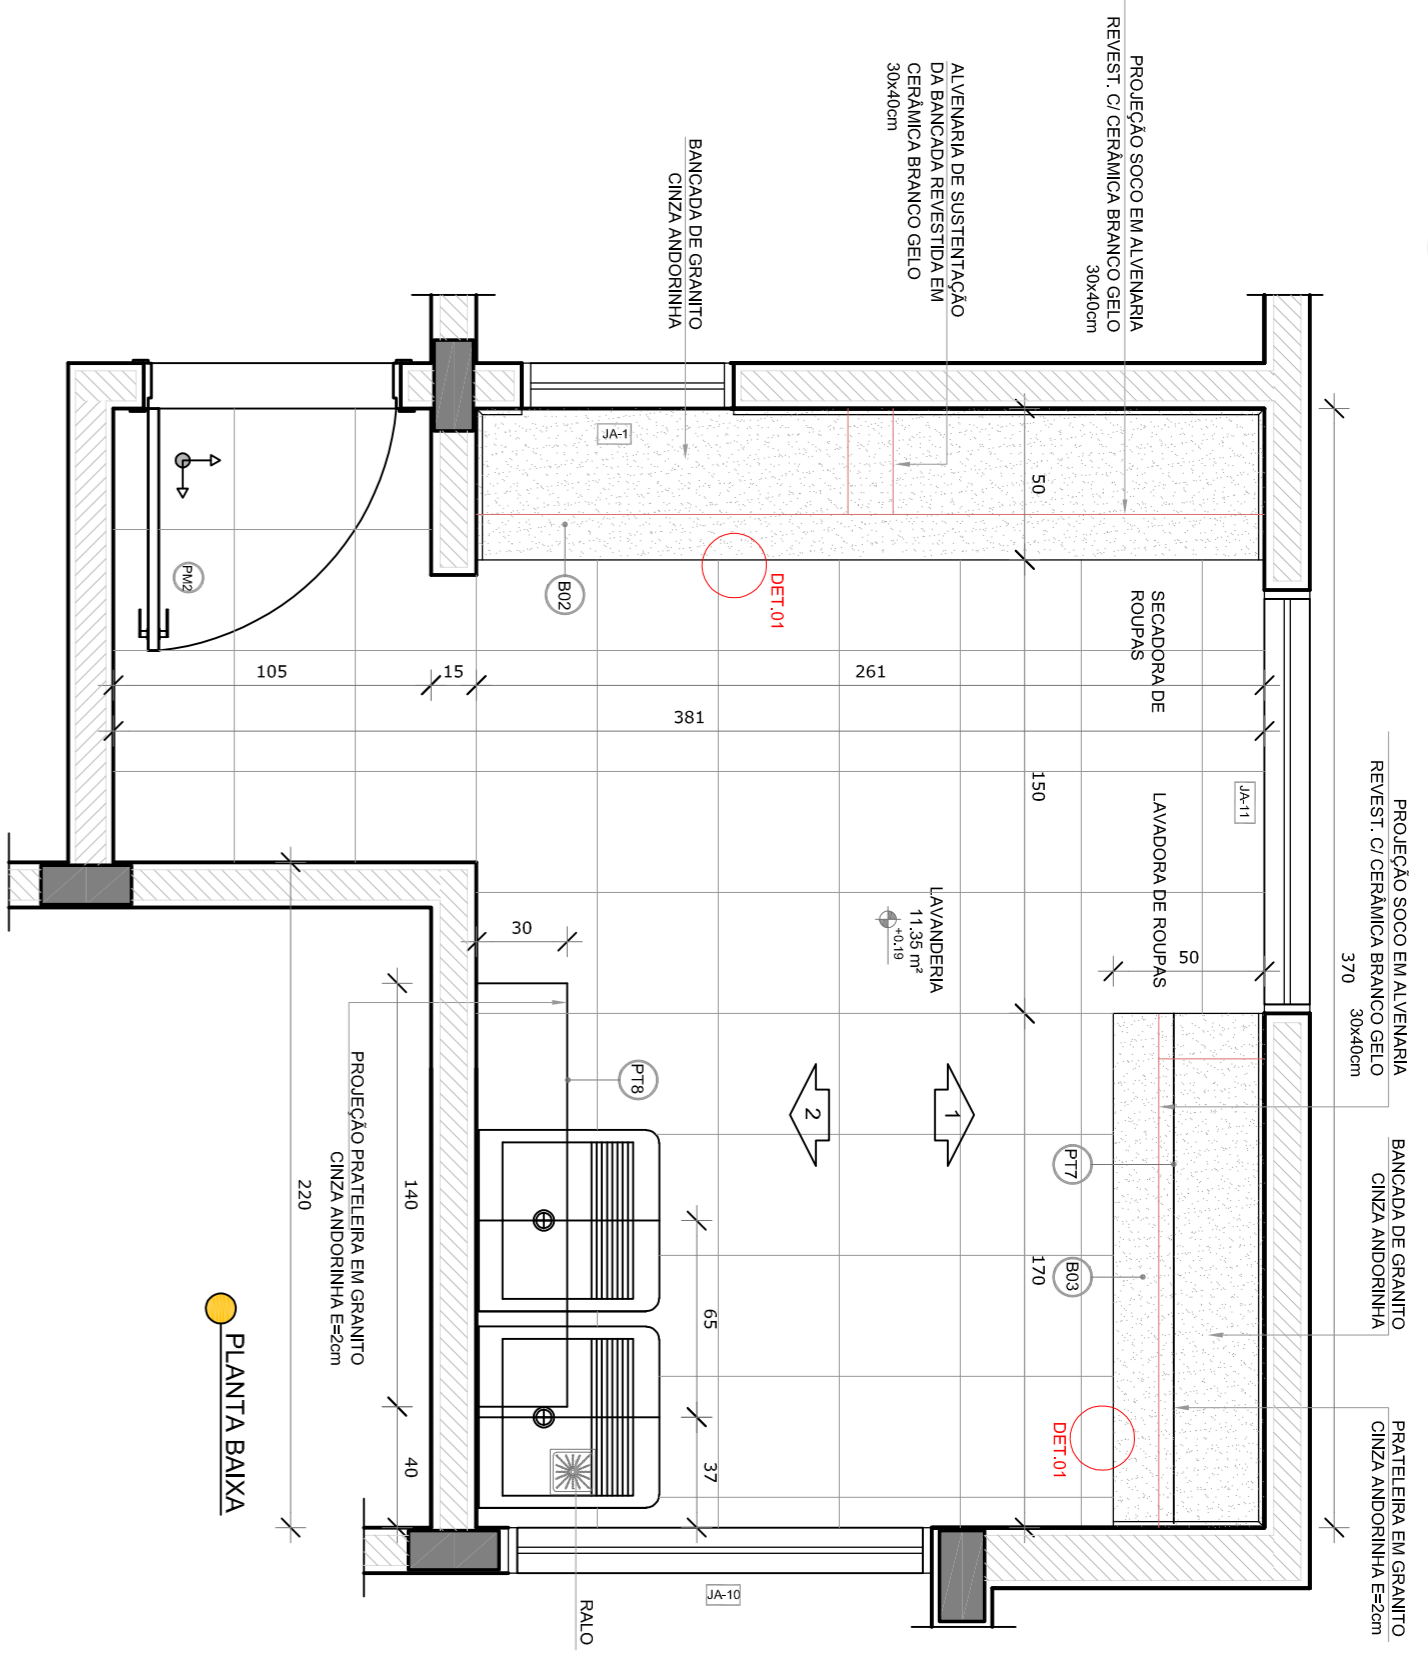 PROJEÇÃO SOCO EM ALVENARIA
REVEST. C/ CERÂMICA BRANCO GELO
30x40cm
ALVENARIA DE SUSTENTAÇÃO
DA BANCADA REVESTIDA EM
CERÂMICA BRANCO GELO
30x40cm
BANCADA DE GRANITO
CINZA ANDORINHA
JA-1
50
B02
DET.01
PM2
SECADORA DE
ROUPAS
105
15
261
381
150
JA-11
LAVADORA DE ROUPAS
PROJEÇÃO SOCO EM ALVENARIA
REVEST. C/ CERÂMICA BRANCO GELO
30x40cm
370
LAVANDERIA
11.35 m²
+0.19
30
50
PT8
2
1
PT7
B03
170
BANCADA DE GRANITO
CINZA ANDORINHA
PROJEÇÃO PRATELEIRA EM GRANITO
CINZA ANDORINHA E=2cm
140
220
65
37
40
DET.01
PRATELEIRA EM GRANITO
CINZA ANDORINHA E=2cm
JA-10
RALO
PLANTA BAIXA